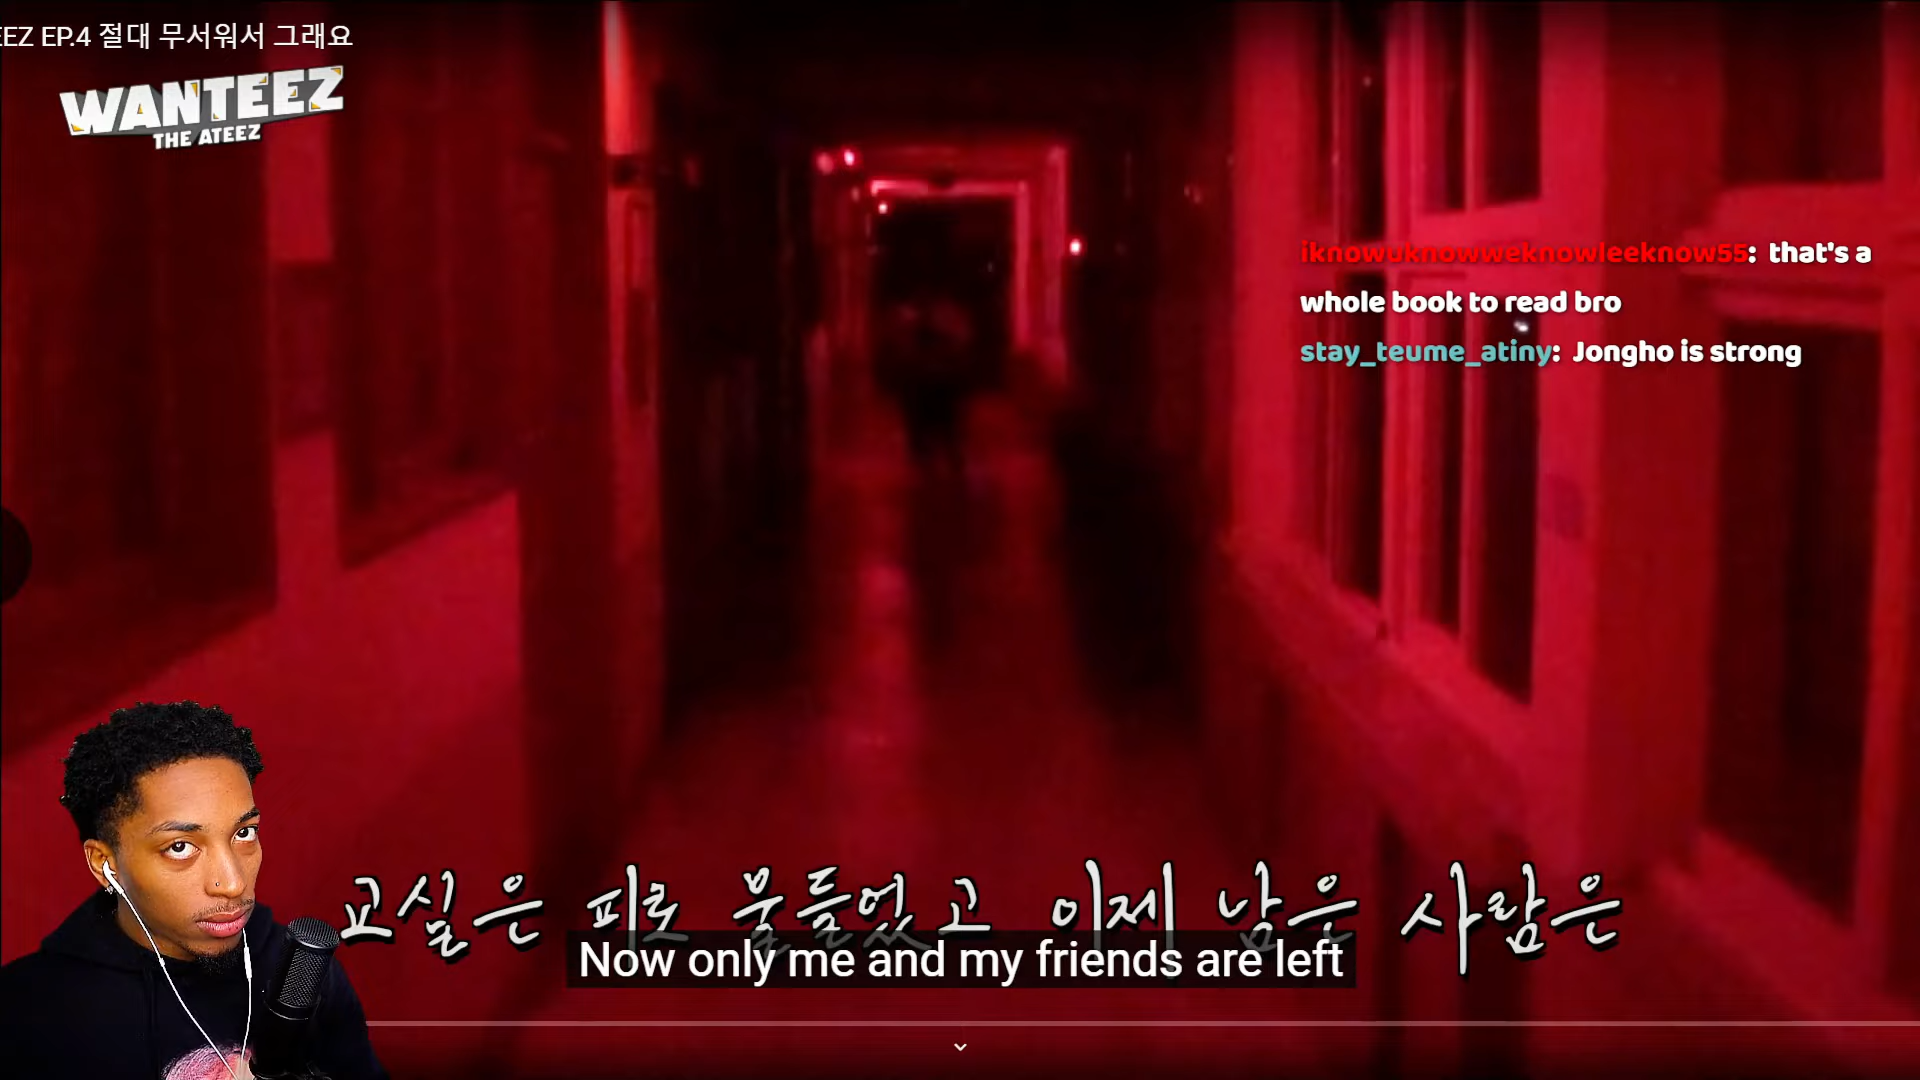 EEZ EP.4 절대 무서워서 그래요
WANTEEZ
THE ATEEZ
iknowuknowweknowleeknow55: that's a
whole book to read bro
stay_teume_atiny: Jongho is strong
교실은 피로 물들었고 이제 남은 사람은
Now only me and my friends are left